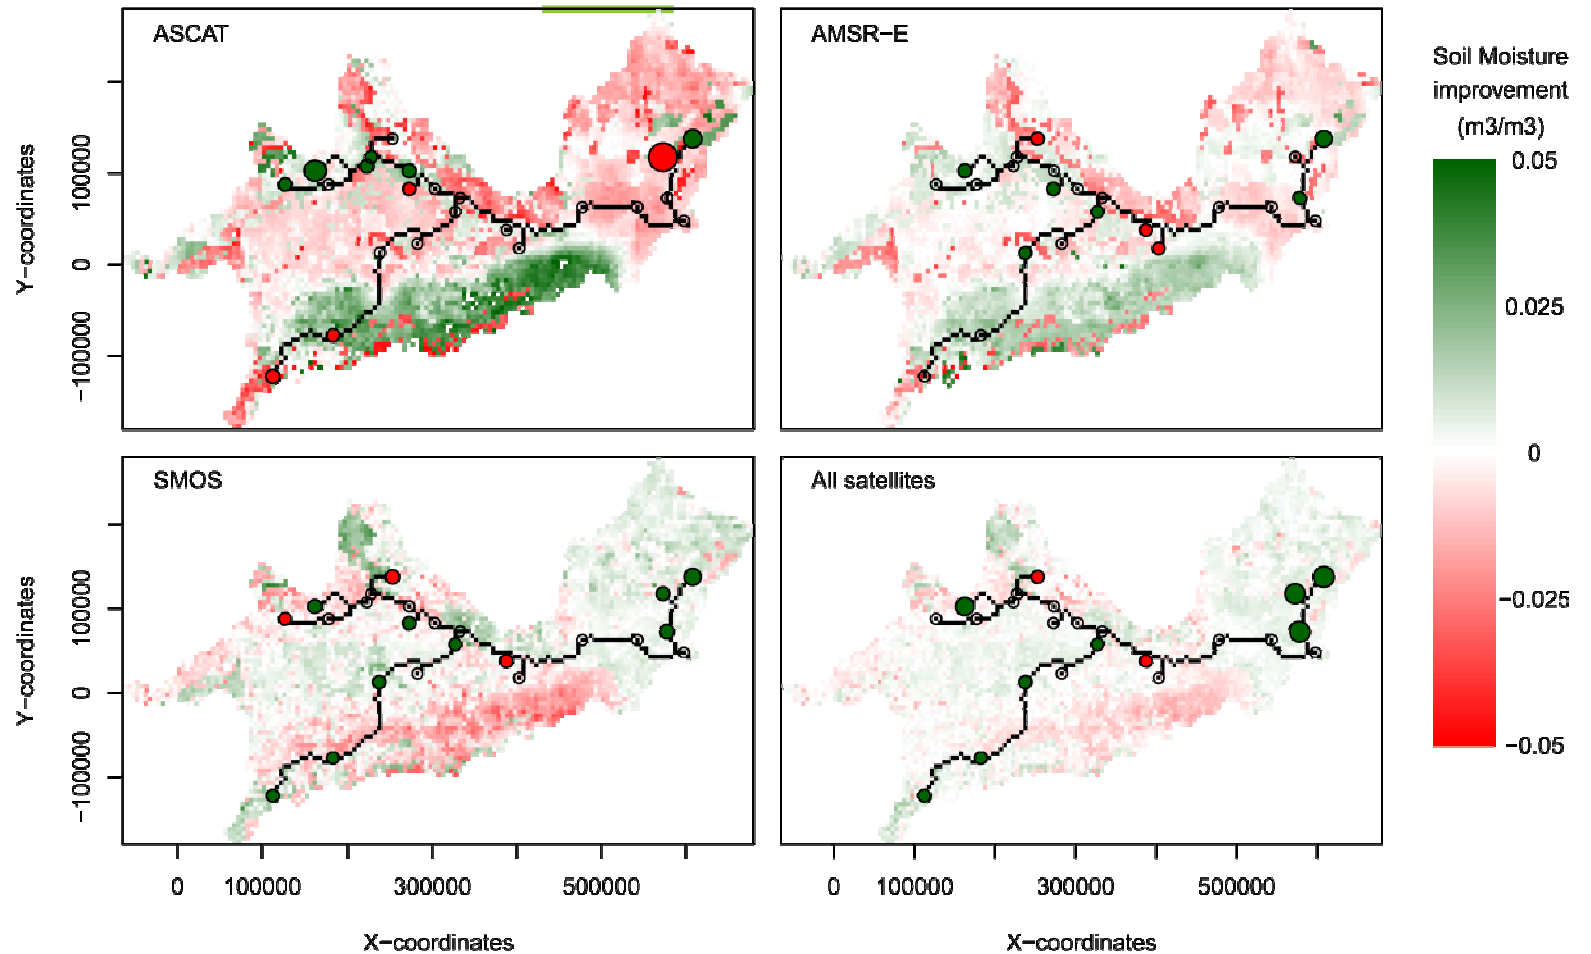 ASCAT
AMSR−E
Soil Moisture
improvement
(m3/m3)
0.05
0.025
0
−0.025
−0.05
Y−coordinates
100000
0
−100000
SMOS
All satellites
Y−coordinates
100000
0
−100000
0 100000 300000 500000
0 100000 300000 500000
X−coordinates
X−coordinates